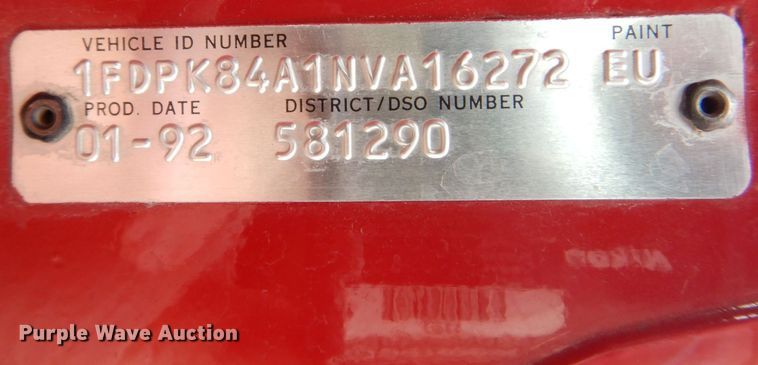 VEHICLE ID NUMBER PAINT
1FDPK84A1NVA16272 EU
PROD. DATE DISTRICT/DSO NUMBER
01-92 581290
Purple Wave Auction